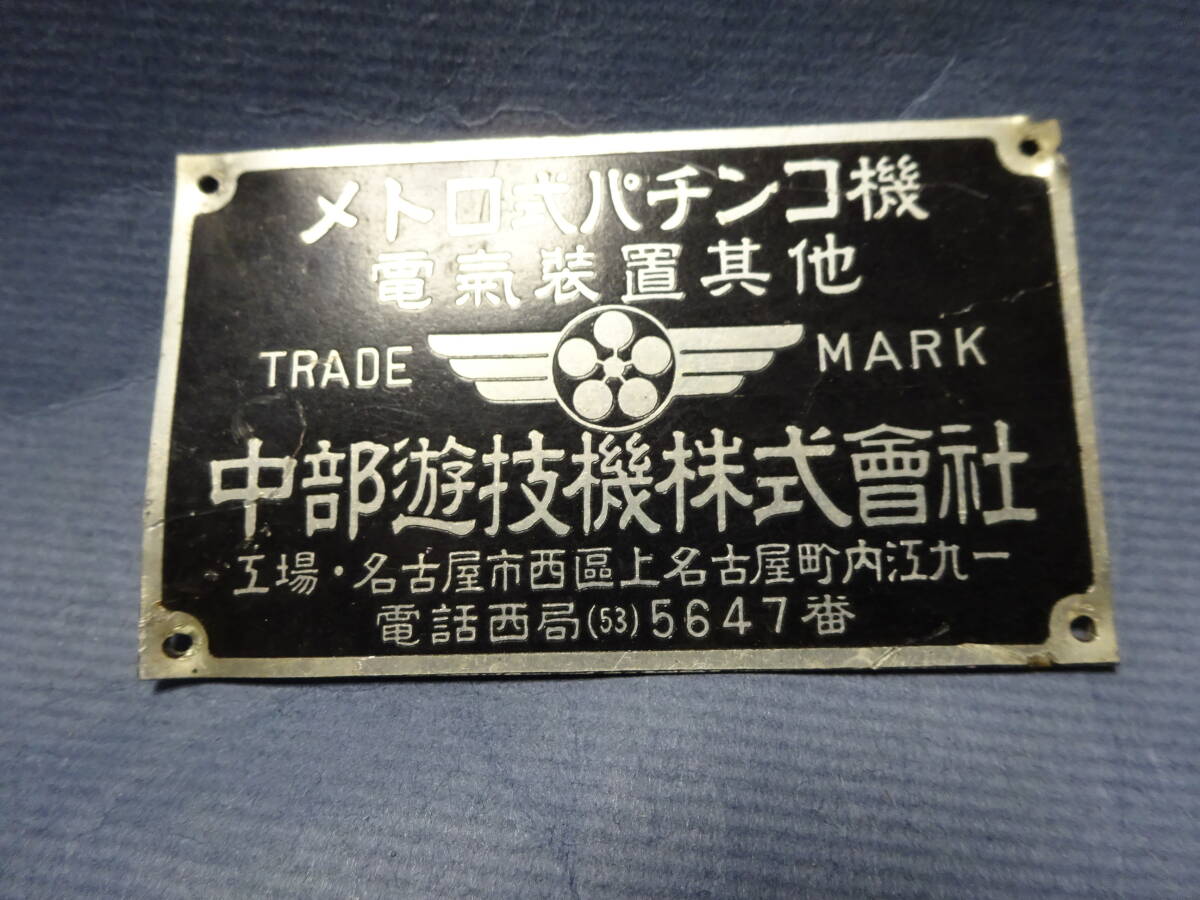 メトロ式パチンコ機
電氣装置其他
TRADE MARK
中部遊技機株式會社
工場・名古屋市西區上名古屋町内江九一
電話西局(53)5647番